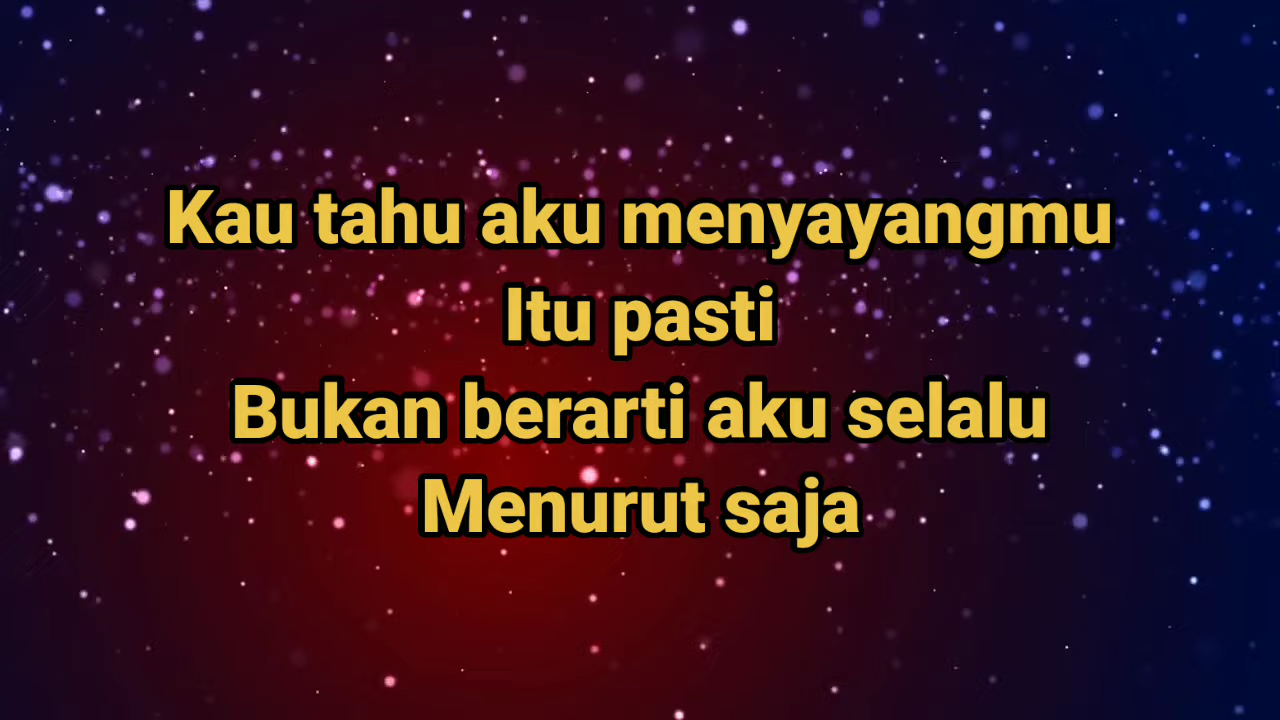 Kau tahu aku menyayangmu
Itu pasti
Bukan berarti aku selalu
Menurut saja